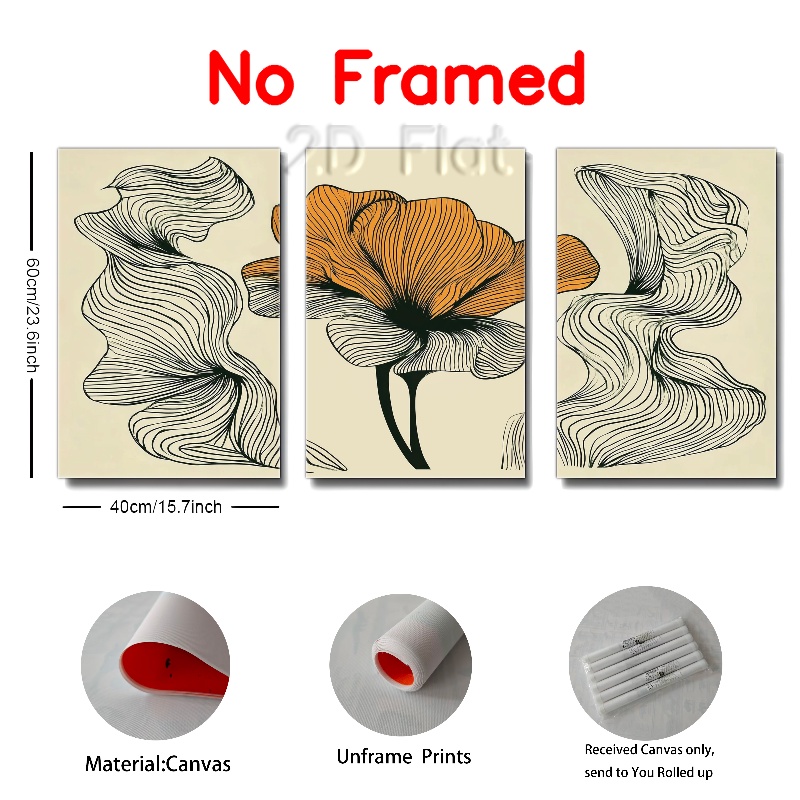 No Framed
2D Flat.
60cm/23.6inch
40cm/15.7inch
Material:Canvas
Unframe Prints
Received Canvas only,
send to You Rolled up